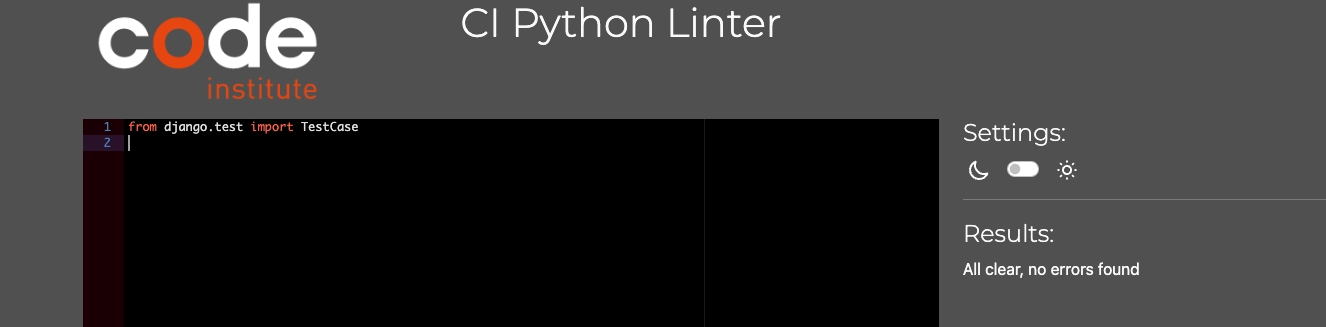 code
institute
CI Python Linter
1 from django.test import TestCase
2
Settings:
Results:
All clear, no errors found